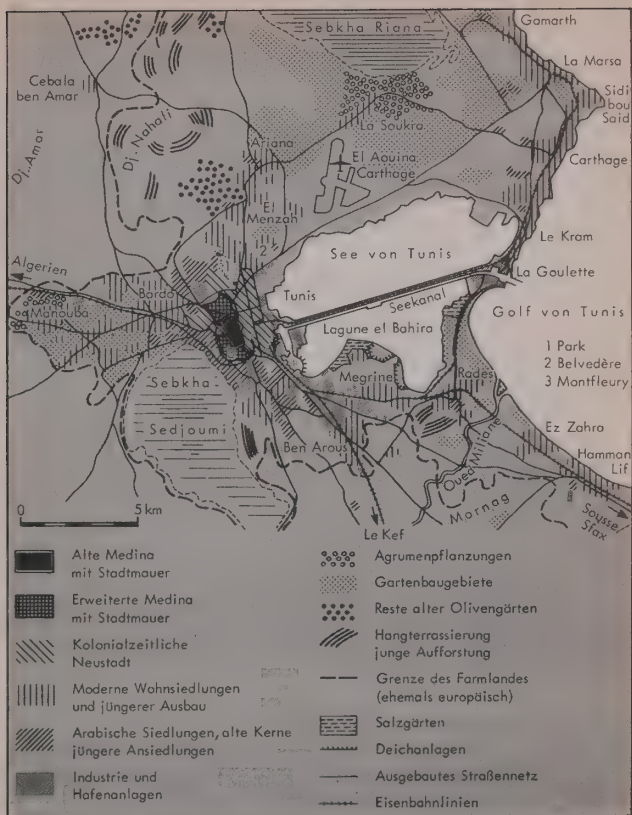 Gamarth
Sebkha Riana
La Marsa
Cebala
ben Amar
Sidi
bou
Said
Dj. Nahali
La Soukra
Dj. Amar
Ariana
El Aouina
Carthage
Carthage
El
Menzah
2
Le Kram
See von Tunis
Algerien
La Goulette
Bardo
Tunis
Seekanal
Manouba
Golf von Tunis
Lagune el Bahira
1 Park
2 Belvedère
3 Montfleury
Megrine
Radès
Sebkha
Sedjoumi
Ez Zahra
Ben Arous
Oued Miliane
Hamman
Lif
0 5 km
Mornag
Sousse/
Sfax
Le Kef
Alte Medina
mit Stadtmauer
Erweiterte Medina
mit Stadtmauer
Kolonialzeitliche
Neustadt
Moderne Wohnsiedlungen
und jüngerer Ausbau
Arabische Siedlungen, alte Kerne
jüngere Ansiedlungen
Industrie und
Hafenanlagen
Agrumenpflanzungen
Gartenbaugebiete
Reste alter Olivengärten
Hangterrassierung
junge Aufforstung
Grenze des Farmlandes
(ehemals europäisch)
Salzgärten
Deichanlagen
Ausgebautes Straßennetz
Eisenbahnlinien